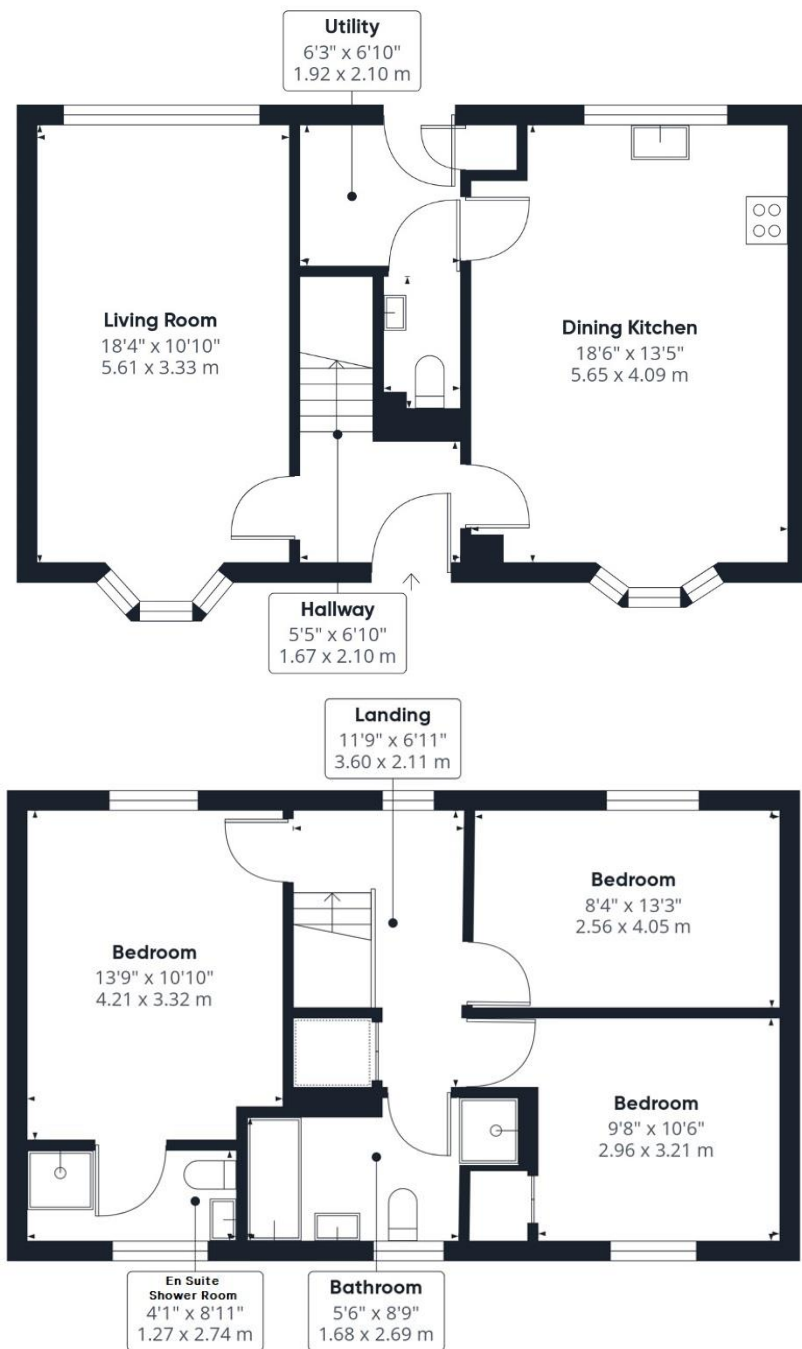 Utility
6'3" x 6'10"
1.92 x 2.10 m
Living Room
18'4" x 10'10"
5.61 x 3.33 m
Dining Kitchen
18'6" x 13'5"
5.65 x 4.09 m
Hallway
5'5" x 6'10"
1.67 x 2.10 m
Landing
11'9" x 6'11"
3.60 x 2.11 m
Bedroom
8'4" x 13'3"
2.56 x 4.05 m
Bedroom
13'9" x 10'10"
4.21 x 3.32 m
Bedroom
9'8" x 10'6"
2.96 x 3.21 m
En Suite
Shower Room
4'1" x 8'11"
1.27 x 2.74 m
Bathroom
5'6" x 8'9"
1.68 x 2.69 m